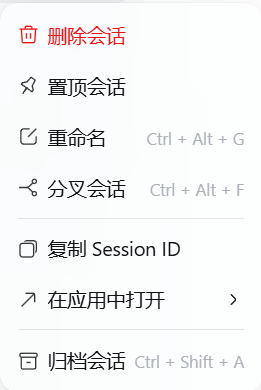 删除会话
置顶会话
重命名 Ctrl + Alt + G
分叉会话 Ctrl + Alt + F
复制 Session ID
在应用中打开
归档会话 Ctrl + Shift + A